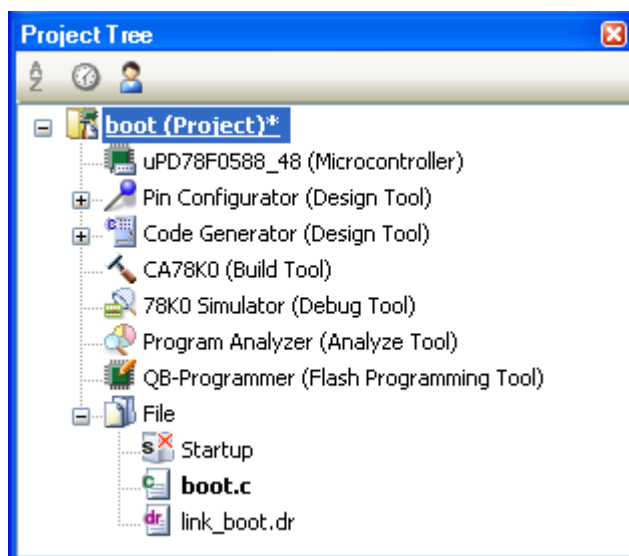 Project Tree
A
Z
boot (Project)*
uPD78F0588_48 (Microcontroller)
Pin Configurator (Design Tool)
Code Generator (Design Tool)
CA78K0 (Build Tool)
78K0 Simulator (Debug Tool)
Program Analyzer (Analyze Tool)
QB-Programmer (Flash Programming Tool)
File
Startup
boot.c
link_boot.dr